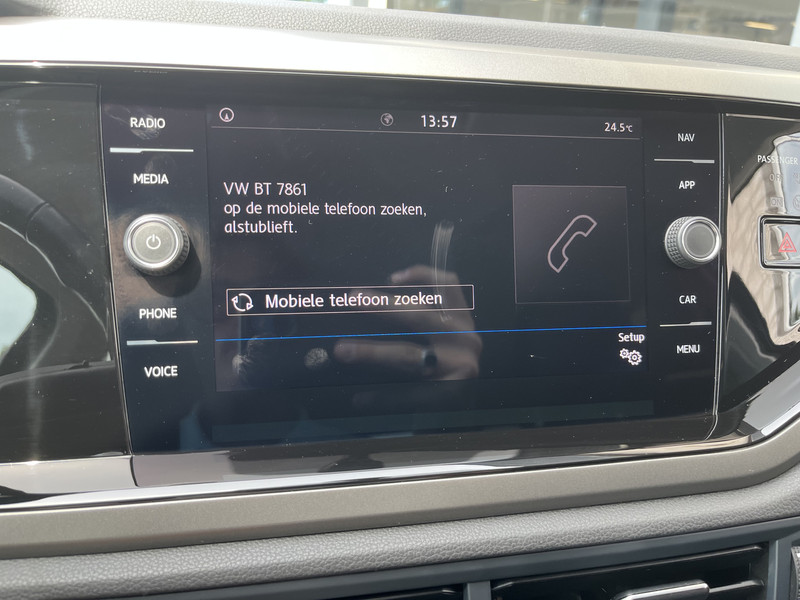 RADIO
MEDIA
PHONE
VOICE
13:57
24.5°C
VW BT 7861
op de mobiele telefoon zoeken,
alstublieft.
Mobiele telefoon zoeken
Setup
NAV
APP
CAR
MENU
PASSENGER